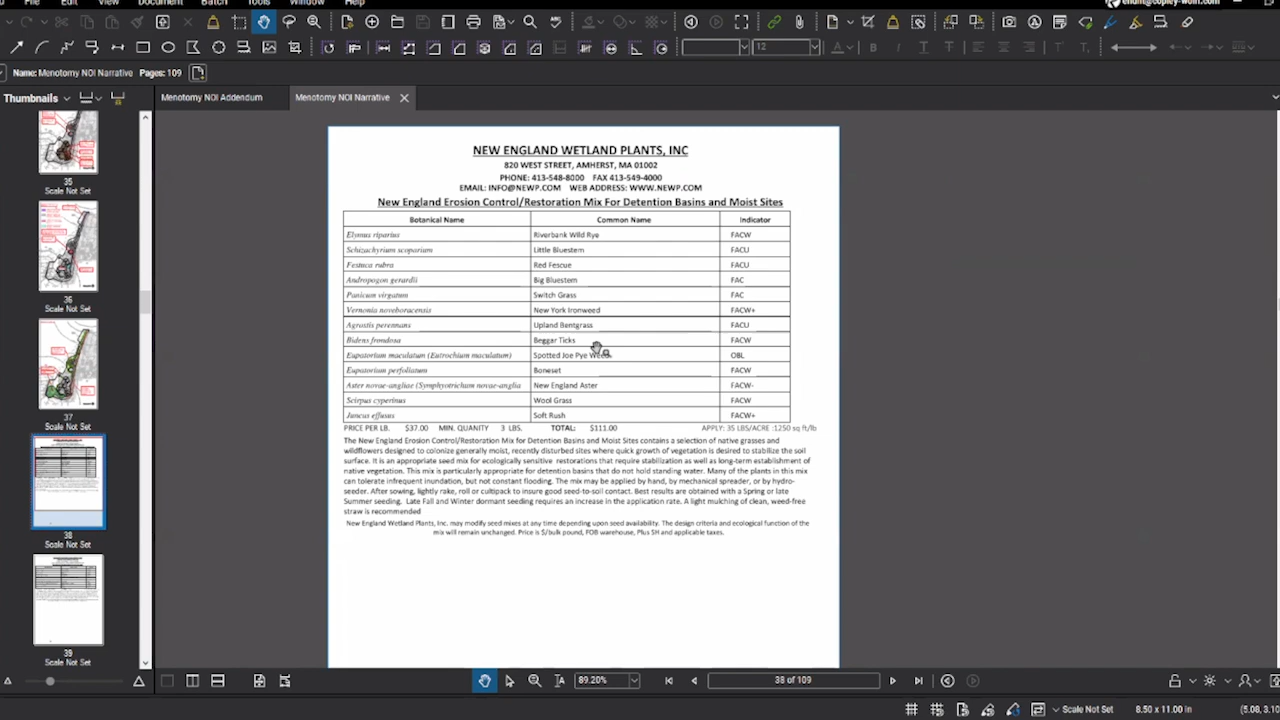 File Edit View Document Batch Tools Window Help
Name: Menotomy NOI Narrative Pages: 109
Thumbnails
Menotomy NOI Addendum
Menotomy NOI Narrative
12
35
Scale Not Set
36
Scale Not Set
37
Scale Not Set
38
Scale Not Set
39
Scale Not Set
NEW ENGLAND WETLAND PLANTS, INC
820 WEST STREET, AMHERST, MA 01002
PHONE: 413-548-8000 FAX 413-549-4000
EMAIL: INFO@NEWP.COM WEB ADDRESS: WWW.NEWP.COM
New England Erosion Control/Restoration Mix For Detention Basins and Moist Sites
Botanical Name Common Name Indicator
Elymus riparius Riverbank Wild Rye FACW
Schizachyrium scoparium Little Bluestem FACU
Festuca rubra Red Fescue FACU
Andropogon gerardii Big Bluestem FAC
Panicum virgatum Switch Grass FAC
Vernonia noveboracensis New York Ironweed FACW+
Agrostis perennans Upland Bentgrass FACU
Bidens frondosa Beggar Ticks FACW
Eupatorium maculatum (Eutrochium maculatum) Spotted Joe Pye Weed OBL
Eupatorium perfoliatum Boneset FACW
Aster novae-angliae (Symphyotrichum novae-anglia New England Aster FACW-
Scirpus cyperinus Wool Grass FACW
Juncus effusus Soft Rush FACW+
PRICE PER LB. $37.00 MIN. QUANITY 3 LBS. TOTAL: $111.00 APPLY: 35 LBS/ACRE :1250 sq ft/lb
The New England Erosion Control/Restoration Mix for Detention Basins and Moist Sites contains a selection of native grasses and
wildflowers designed to colonize generally moist, recently disturbed sites where quick growth of vegetation is desired to stabilize the soil
surface. It is an appropriate seed mix for ecologically sensitive restorations that require stabilization as well as long-term establishment of
native vegetation. This mix is particularly appropriate for detention basins that do not hold standing water. Many of the plants in this mix
can tolerate infrequent inundation, but not constant flooding. The mix may be applied by hand, by mechanical spreader, or by hydro-
seeder. After sowing, lightly rake, roll or cultipack to insure good seed-to-soil contact. Best results are obtained with a Spring or late
Summer seeding. Late Fall and Winter dormant seeding requires an increase in the application rate. A light mulching of clean, weed-free
straw is recommended
New England Wetland Plants, Inc. may modify seed mixes at any time depending upon seed availability. The design criteria and ecological function of the
mix will remain unchanged. Price is $/bulk pound, FOB warehouse, Plus SH and applicable taxes.
89.20%
38 of 109
Scale Not Set 8.50 x 11.00 in